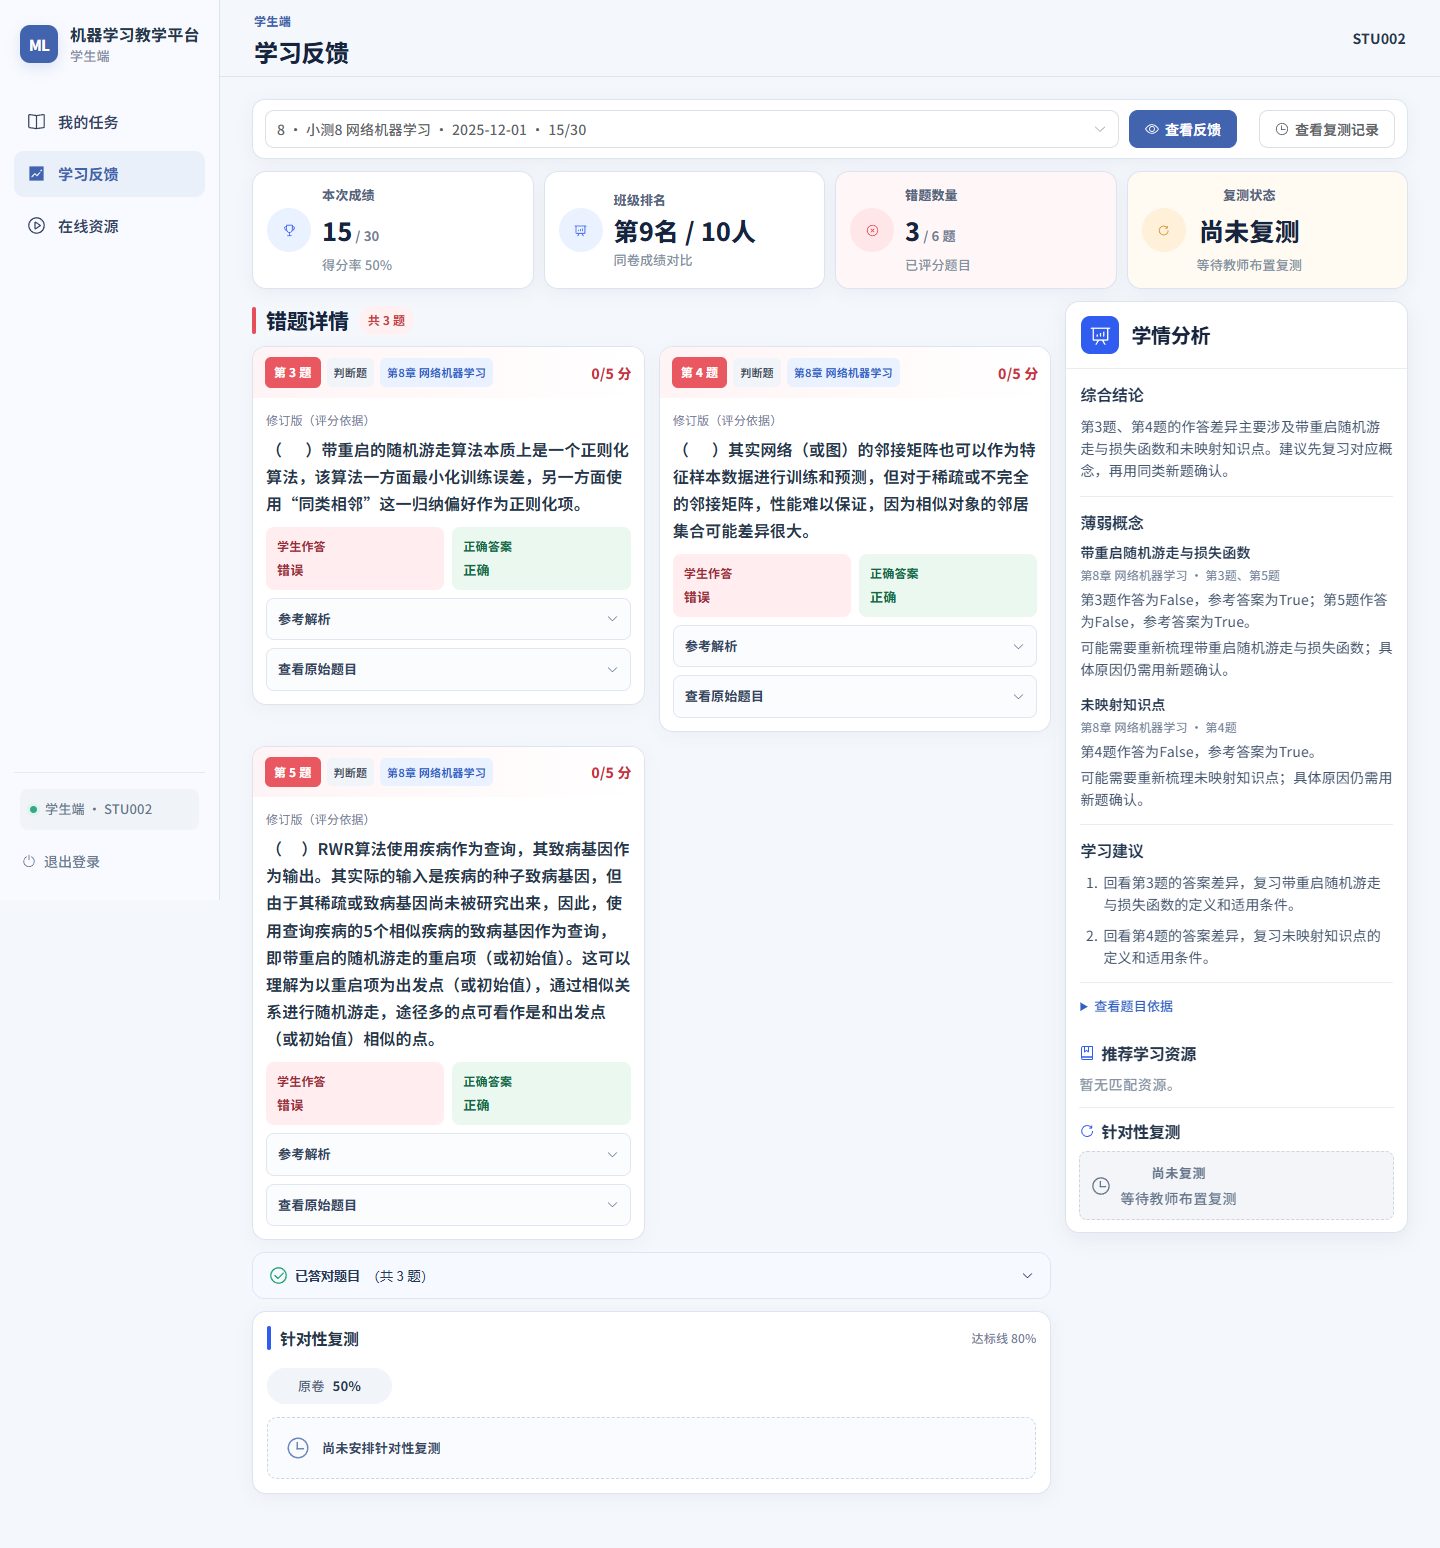 ML
机器学习教学平台
学生端
我的任务
学习反馈
在线资源
学生端 • STU002
退出登录
学生端
学习反馈
STU002
8 • 小测8 网络机器学习 • 2025-12-01 • 15/30
查看反馈
查看复测记录
本次成绩
15 / 30
得分率 50%
班级排名
第9名 / 10人
同卷成绩对比
错题数量
3 / 6 题
已评分题目
复测状态
尚未复测
等待教师布置复测
错题详情
共 3 题
第 3 题
判断题
第8章 网络机器学习
0/5 分
修订版（评分依据）
（ ）带重启的随机游走算法本质上是一个正则化
算法，该算法一方面最小化训练误差，另一方面使
用“同类相邻”这一归纳偏好作为正则化项。
学生作答
错误
正确答案
正确
参考解析
查看原始题目
第 4 题
判断题
第8章 网络机器学习
0/5 分
修订版（评分依据）
（ ）其实网络（或图）的邻接矩阵也可以作为特
征样本数据进行训练和预测，但对于稀疏或不完全
的邻接矩阵，性能难以保证，因为相似对象的邻居
集合可能差异很大。
学生作答
错误
正确答案
正确
参考解析
查看原始题目
第 5 题
判断题
第8章 网络机器学习
0/5 分
修订版（评分依据）
（ ）RWR算法使用疾病作为查询，其致病基因作
为输出。其实际的输入是疾病的种子致病基因，但
由于其稀疏或致病基因尚未被研究出来，因此，使
用查询疾病的5个相似疾病的致病基因作为查询，
即带重启的随机游走的重启项（或初始值）。这可以
理解为以重启项为出发点（或初始值），通过相似关
系进行随机游走，途径多的点可看作是和出发点
（或初始值）相似的点。
学生作答
错误
正确答案
正确
参考解析
查看原始题目
已答对题目 （共 3 题）
针对性复测
达标线 80%
原卷 50%
尚未安排针对性复测
学情分析
综合结论
第3题、第4题的作答差异主要涉及带重启随机游
走与损失函数和未映射知识点。建议先复习对应概
念，再用同类新题确认。
薄弱概念
带重启随机游走与损失函数
第8章 网络机器学习 • 第3题、第5题
第3题作答为False，参考答案为True；第5题作答
为False，参考答案为True。
可能需要重新梳理带重启随机游走与损失函数；具
体原因仍需用新题确认。
未映射知识点
第8章 网络机器学习 • 第4题
第4题作答为False，参考答案为True。
可能需要重新梳理未映射知识点；具体原因仍需用
新题确认。
学习建议
1. 回看第3题的答案差异，复习带重启随机游走
与损失函数的定义和适用条件。
2. 回看第4题的答案差异，复习未映射知识点的
定义和适用条件。
查看题目依据
推荐学习资源
暂无匹配资源。
针对性复测
尚未复测
等待教师布置复测